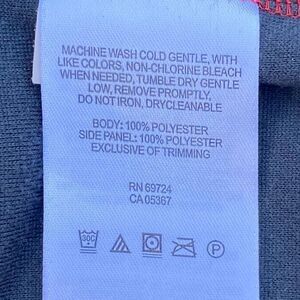 MACHINE WASH COLD GENTLE, WITH
LIKE COLORS, NON-CHLORINE BLEACH
WHEN NEEDED, TUMBLE DRY GENTLE
LOW, REMOVE PROMPTLY,
DO NOT IRON, DRYCLEANABLE
BODY: 100% POLYESTER
SIDE PANEL: 100% POLYESTER
EXCLUSIVE OF TRIMMING
RN 69724
CA 05367
30C P